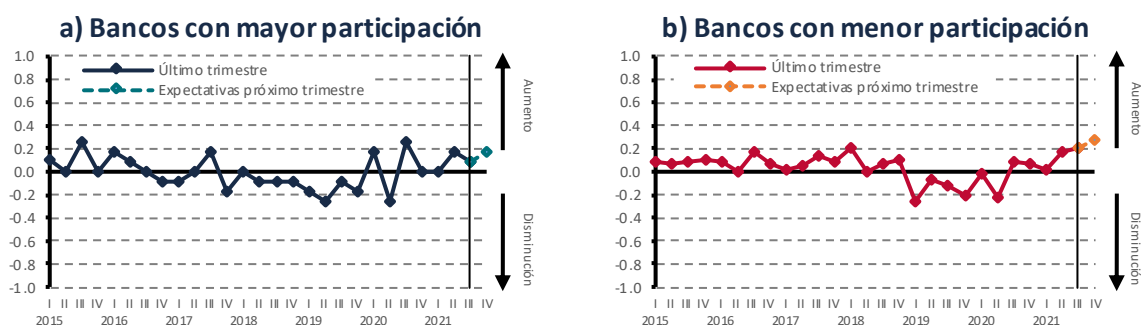 a) Bancos con mayor participación
1.0
0.8
0.6
0.4
0.2
0.0
-0.2
-0.4
-0.6
-0.8
-1.0
Último trimestre
Expectativas próximo trimestre
Aumento
Disminución
I II III IV I II III IV I II III IV I II III IV I II III IV I II III IV I II III IV
2015 2016 2017 2018 2019 2020 2021
b) Bancos con menor participación
1.0
0.8
0.6
0.4
0.2
0.0
-0.2
-0.4
-0.6
-0.8
-1.0
Último trimestre
Expectativas próximo trimestre
Aumento
Disminución
I II III IV I II III IV I II III IV I II III IV I II III IV I II III IV I II III IV
2015 2016 2017 2018 2019 2020 2021